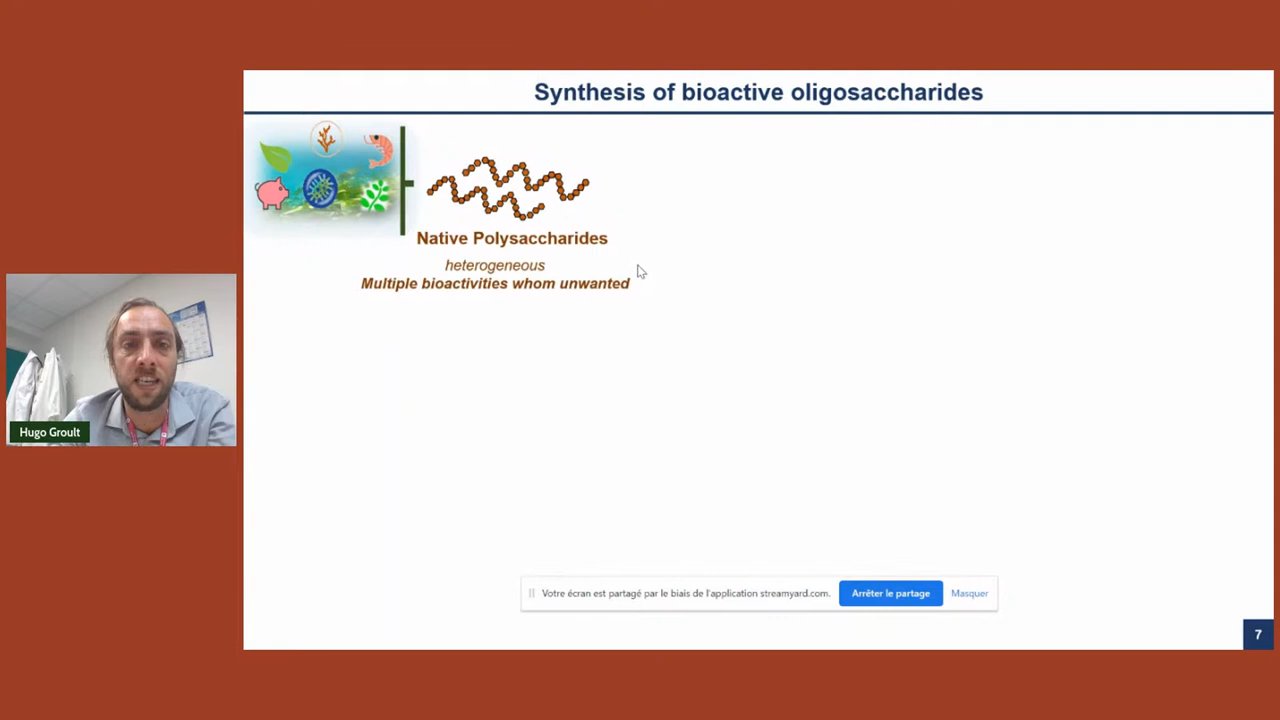 Synthesis of bioactive oligosaccharides
Native Polysaccharides
heterogeneous
Multiple bioactivities whom unwanted
Hugo Groult
Votre écran est partagé par le biais de l'application streamyard.com.
Arrêter le partage
Masquer
7